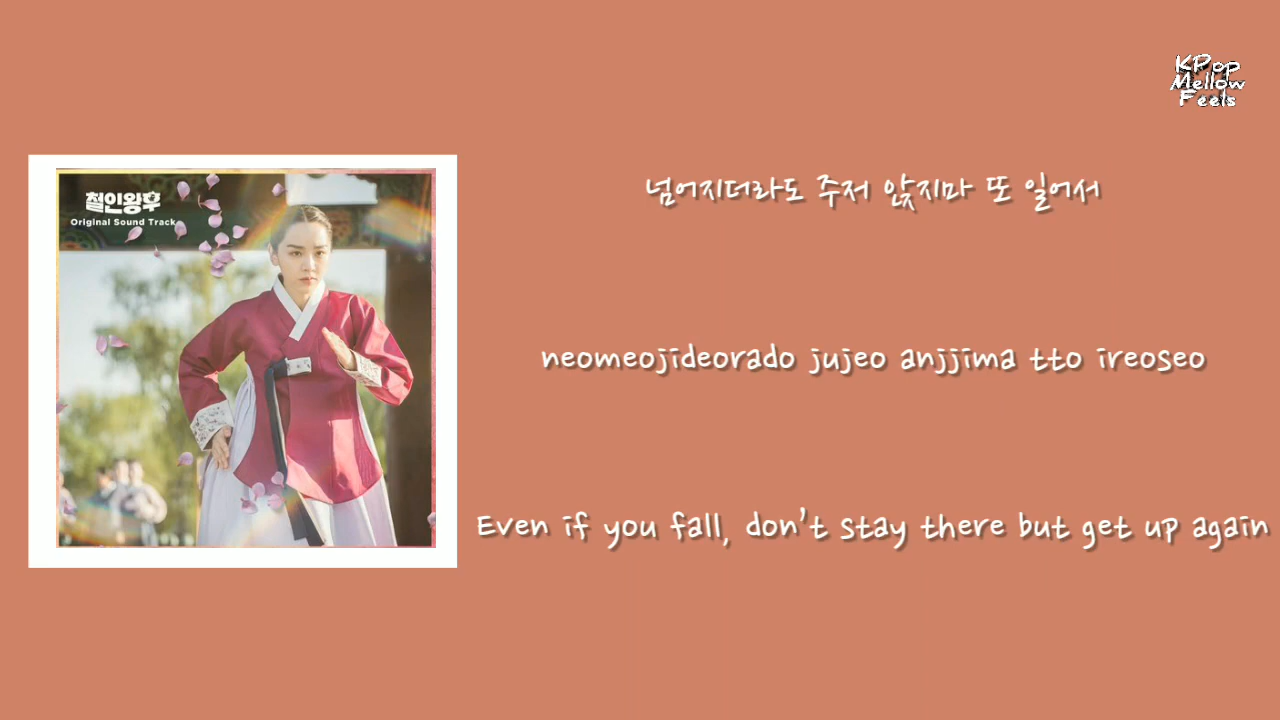 KPop
Mellow
Feels
철인왕후
Original Sound Track
넘어지더라도 주저 앉지마 또 일어서
neomeojideorado jujeo anjjima tto ireoseo
Even if you fall, don't stay there but get up again